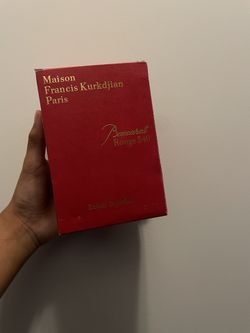 Maison
Francis Kurkdjian
Paris
Baccarat
Rouge 540